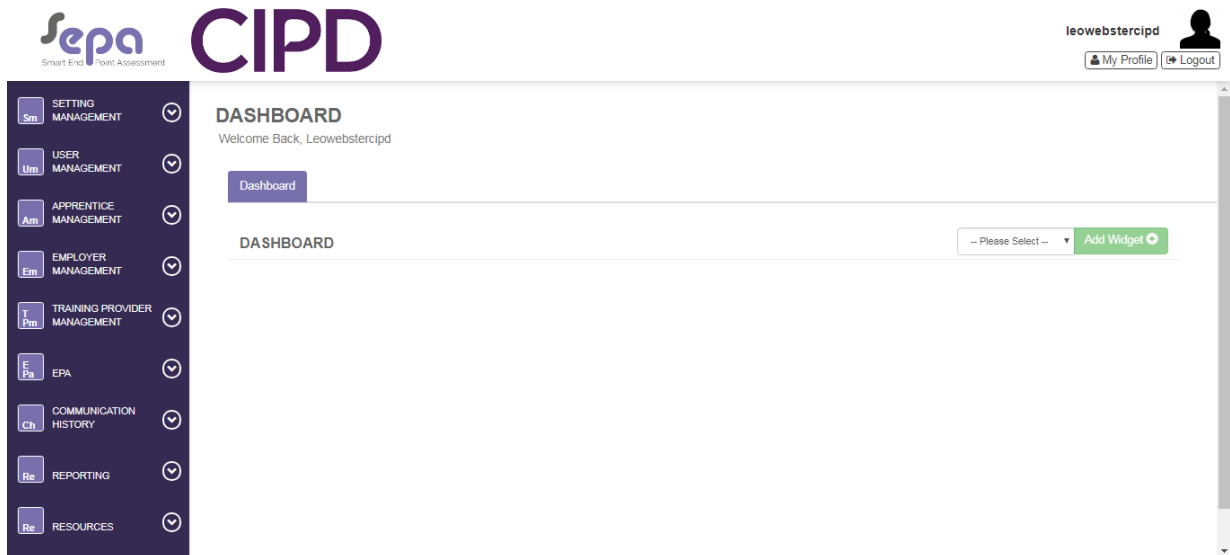 Sepa
Smart End Point Assessment
CIPD
leowebstercipd
My Profile
Logout
Sm
SETTING
MANAGEMENT
Um
USER
MANAGEMENT
Am
APPRENTICE
MANAGEMENT
Em
EMPLOYER
MANAGEMENT
T
Pm
TRAINING PROVIDER
MANAGEMENT
E
Pa
EPA
Ch
COMMUNICATION
HISTORY
Re
REPORTING
Re
RESOURCES
DASHBOARD
Welcome Back, Leowebstercipd
Dashboard
DASHBOARD
-- Please Select --
Add Widget